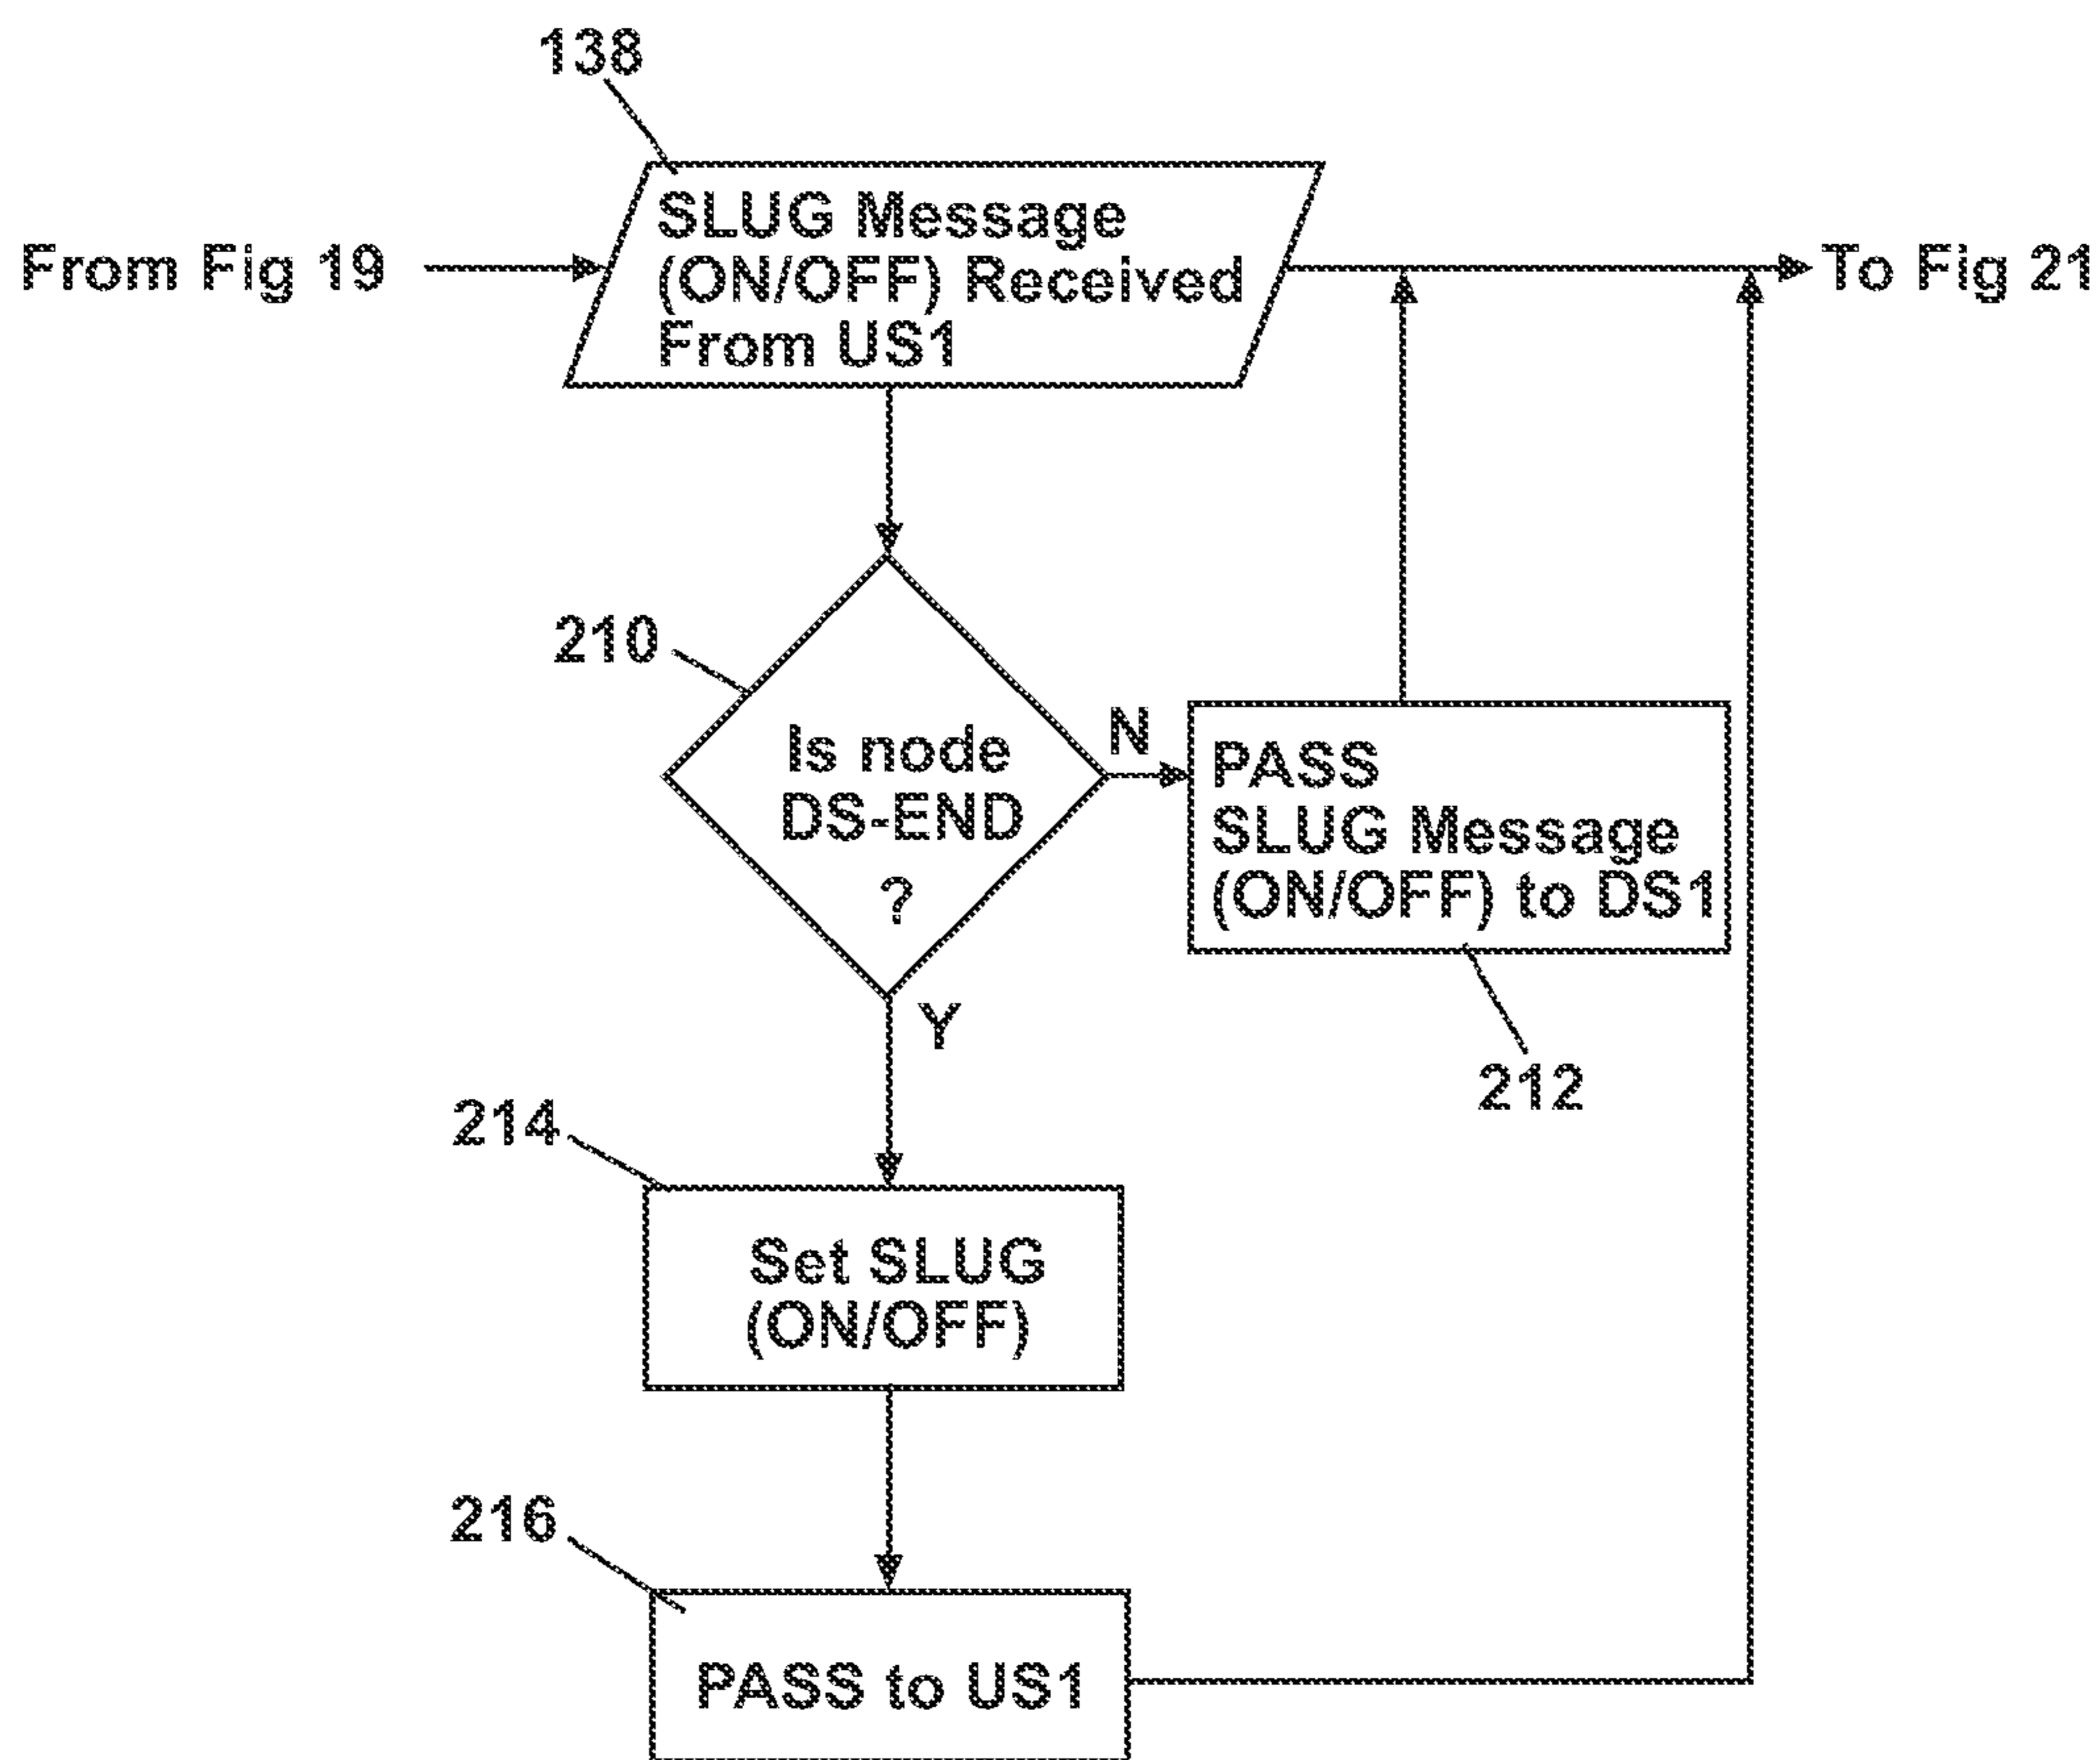 138
From Fig 19
SLUG Message
(ON/OFF) Received
From US1
To Fig 21
210
Is node
DS-END
?
N
PASS
SLUG Message
(ON/OFF) to DS1
212
Y
214
Set SLUG
(ON/OFF)
216
PASS to US1